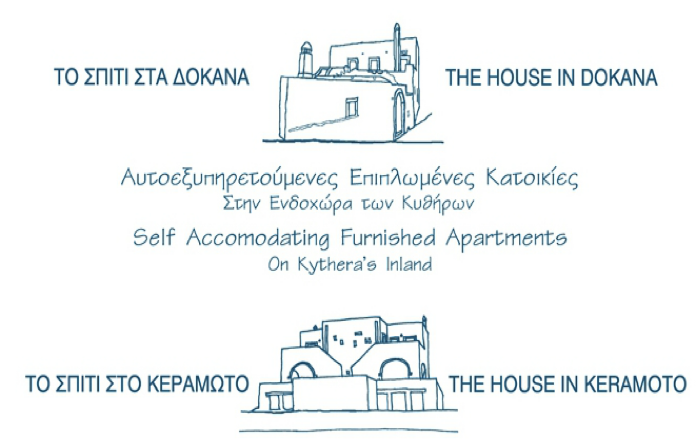 ΤΟ ΣΠΙΤΙ ΣΤΑ ΔΟΚΑΝΑ
THE HOUSE IN DOKANA
Αυτοεξυπηρετούμενες Επιπλωμένες Κατοικίες
Στην Ενδοχώρα των Κυθήρων
Self Accomodating Furnished Apartments
On Kythera's Inland
ΤΟ ΣΠΙΤΙ ΣΤΟ ΚΕΡΑΜΩΤΟ
THE HOUSE IN KERAMOTO